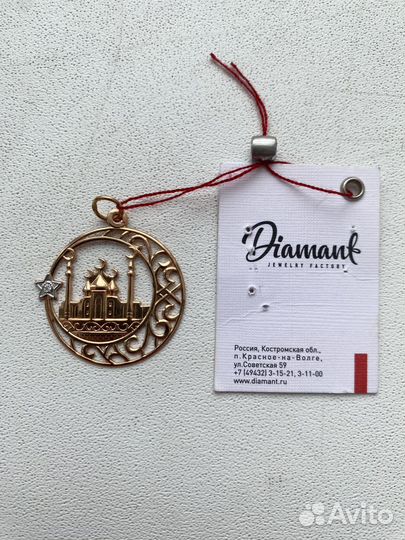 Diamant
JEWELRY FACTORY
Россия, Костромская обл.,
п. Красное-на-Волге,
ул.Советская 59
+7 (49432) 3-15-21, 3-11-00
www.diamant.ru
Avito